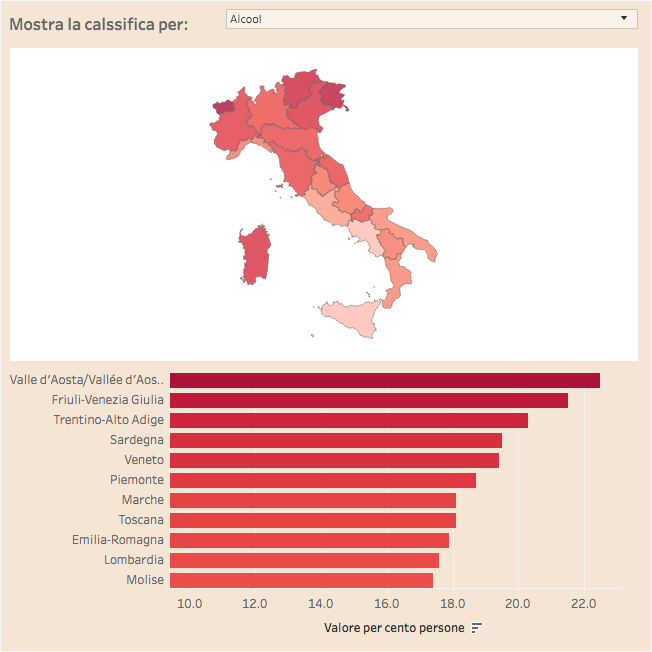 Mostra la calssifica per:
Alcool
Valle d'Aosta/Vallée d'Aos..
Friuli-Venezia Giulia
Trentino-Alto Adige
Sardegna
Veneto
Piemonte
Marche
Toscana
Emilia-Romagna
Lombardia
Molise
10.0 12.0 14.0 16.0 18.0 20.0 22.0
Valore per cento persone